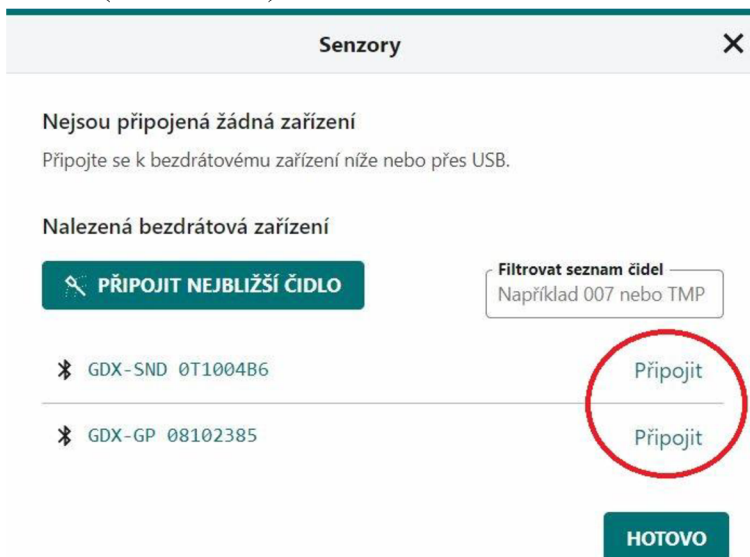 Senzory
Nejsou připojená žádná zařízení
Připojte se k bezdrátovému zařízení níže nebo přes USB.
Nalezená bezdrátová zařízení
PŘIPOJIT NEJBLIŽŠÍ ČIDLO
Filtrovat seznam čidel
Například 007 nebo TMP
GDX-SND 0T1004B6
Připojit
GDX-GP 08102385
Připojit
HOTOVO